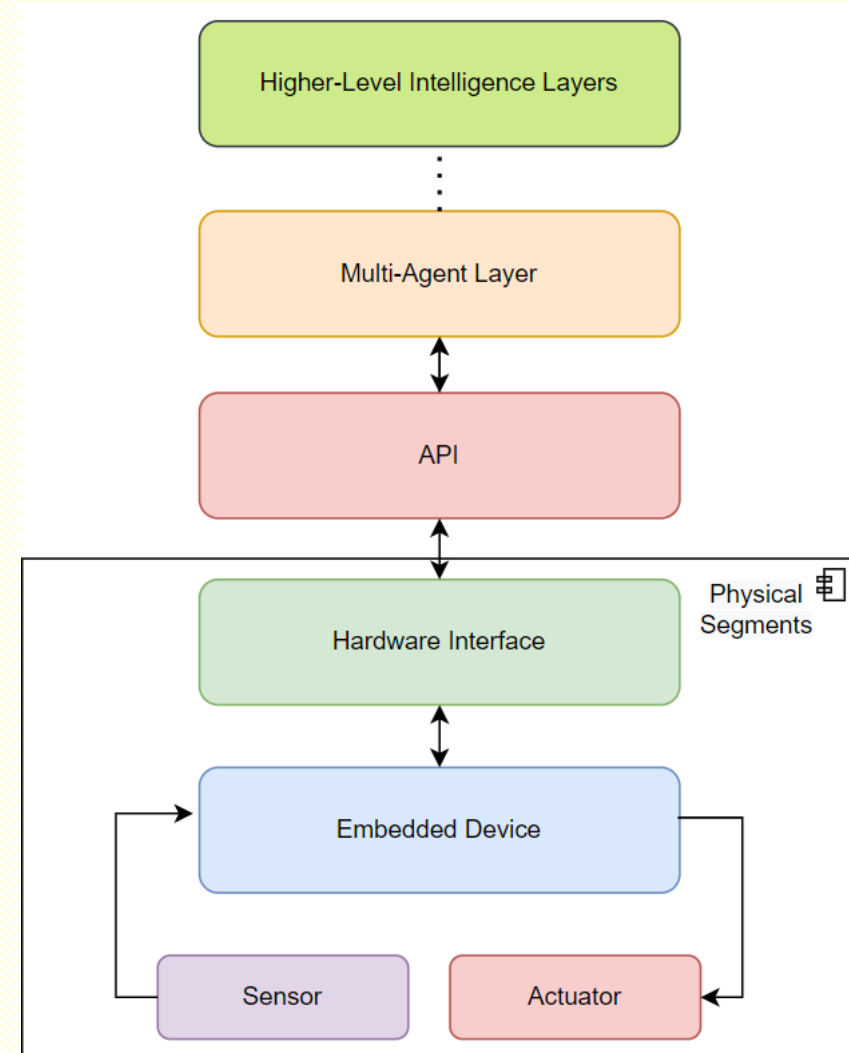 Higher-Level Intelligence Layers
Multi-Agent Layer
API
Physical
Segments
Hardware Interface
Embedded Device
Sensor
Actuator